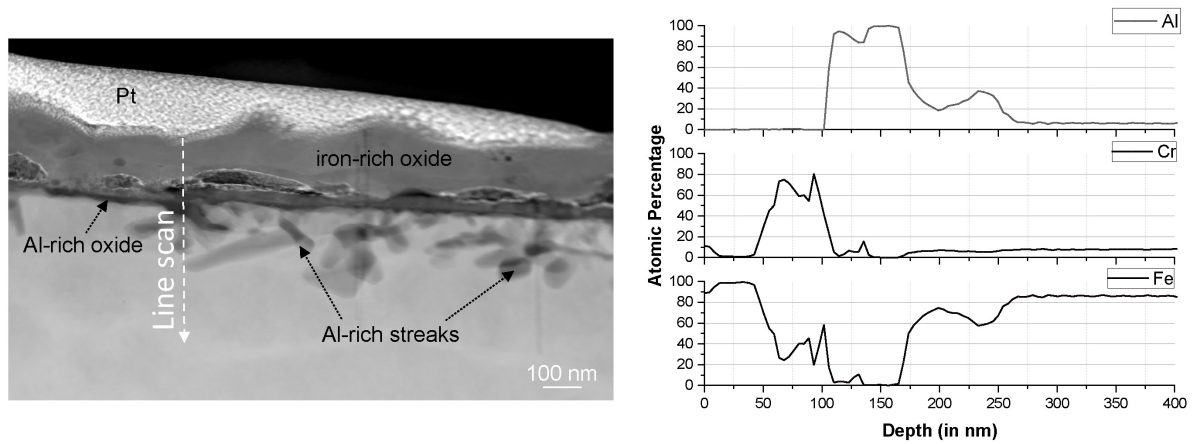 Pt
iron-rich oxide
Al-rich oxide
Line scan
Al-rich streaks
100 nm
Atomic Percentage
Al
100
80
60
40
20
0
Cr
100
80
60
40
20
0
Fe
100
80
60
40
20
0
0 50 100 150 200 250 300 350 400
Depth (in nm)